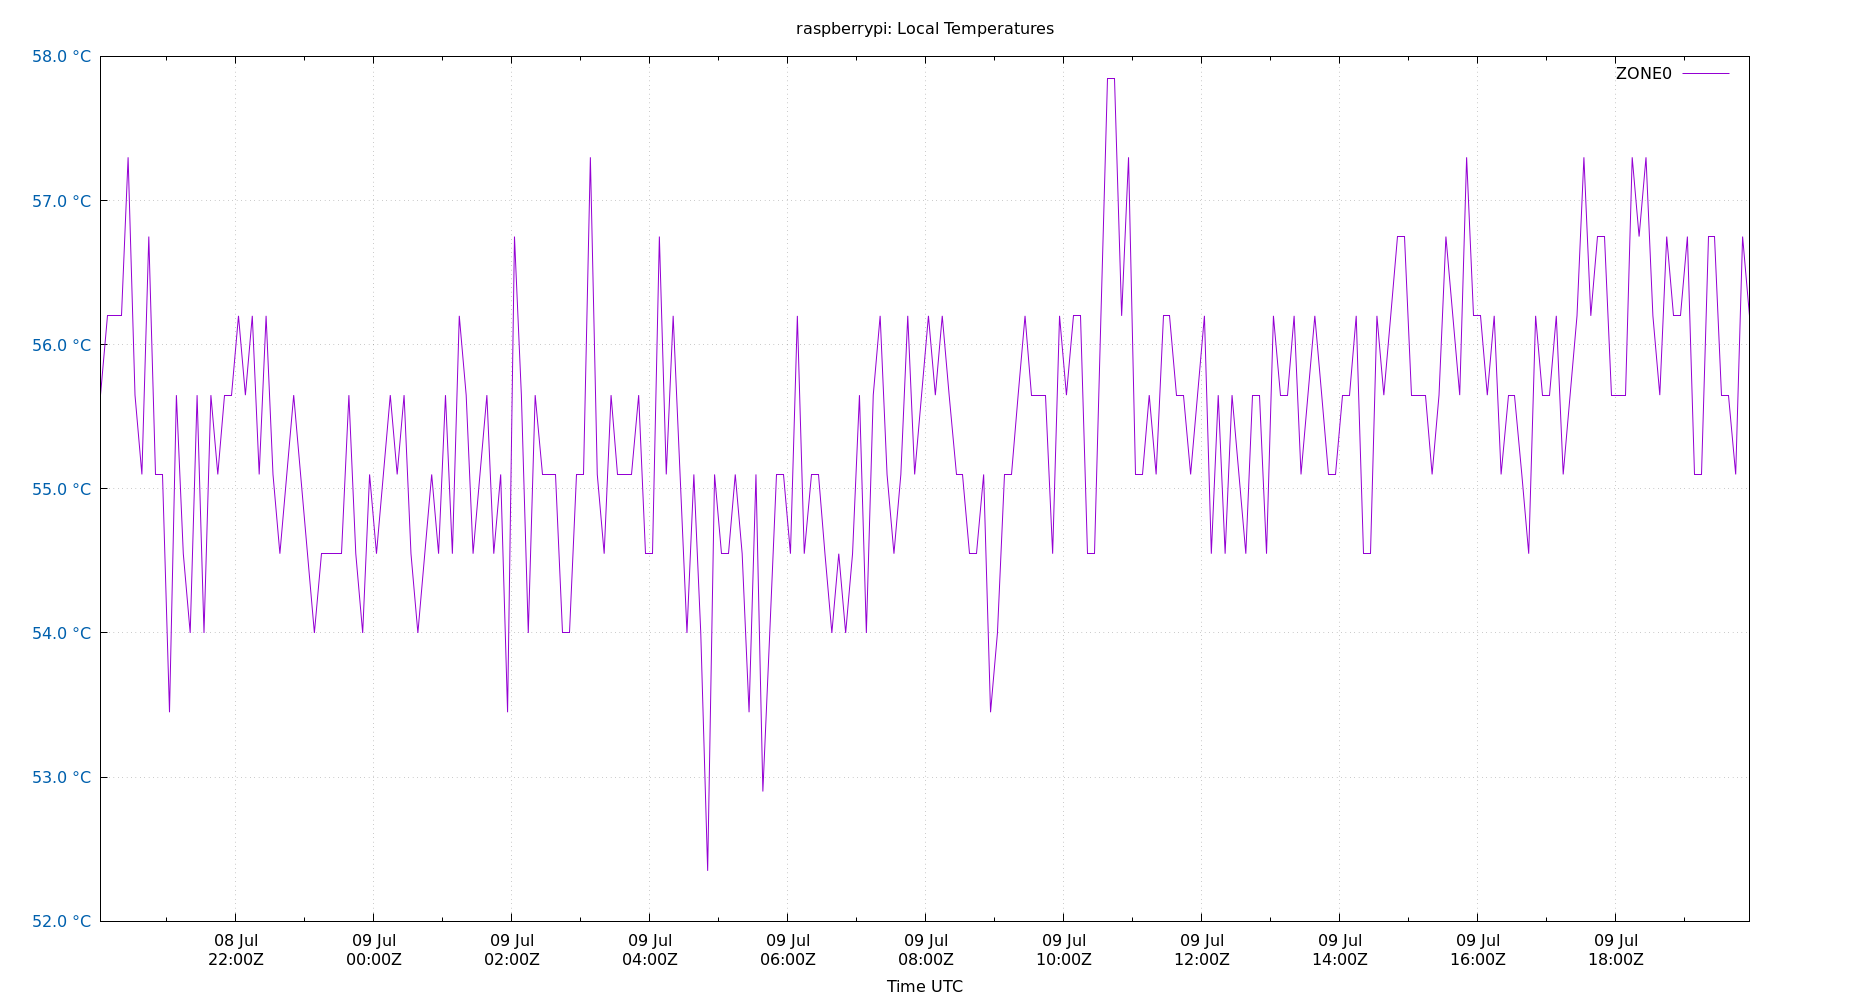 raspberrypi: Local Temperatures
58.0 °C
ZONE0
57.0 °C
56.0 °C
55.0 °C
54.0 °C
53.0 °C
52.0 °C
08 Jul 09 Jul 09 Jul 09 Jul 09 Jul 09 Jul 09 Jul 09 Jul 09 Jul 09 Jul 09 Jul
22:00Z 00:00Z 02:00Z 04:00Z 06:00Z 08:00Z 10:00Z 12:00Z 14:00Z 16:00Z 18:00Z
Time UTC